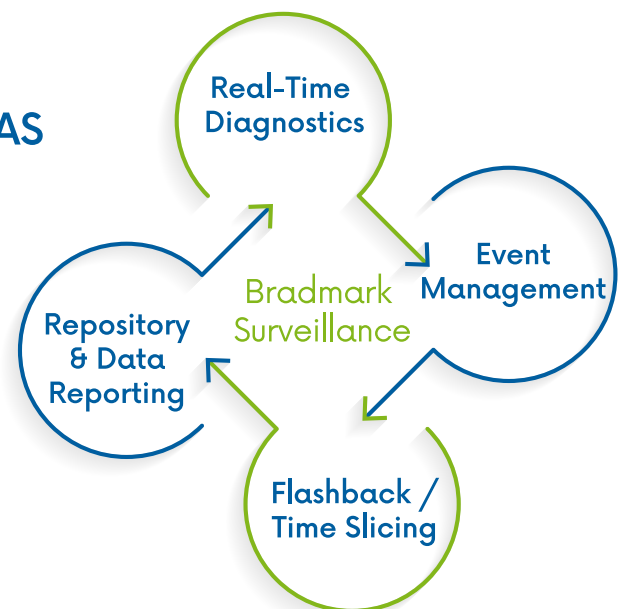 AS
Real-Time
Diagnostics
Event
Management
Bradmark
Surveillance
Repository
& Data
Reporting
Flashback /
Time Slicing